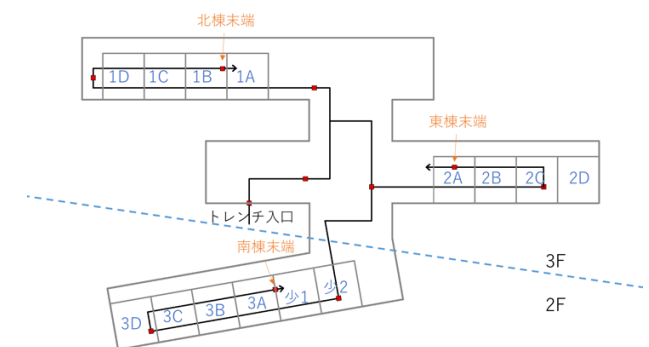 北棟末端
1D 1C 1B 1A
東棟末端
2A 2B 2C 2D
トレンチ入口
南棟末端
3F
2F
3D 3C 3B 3A 少1 少2